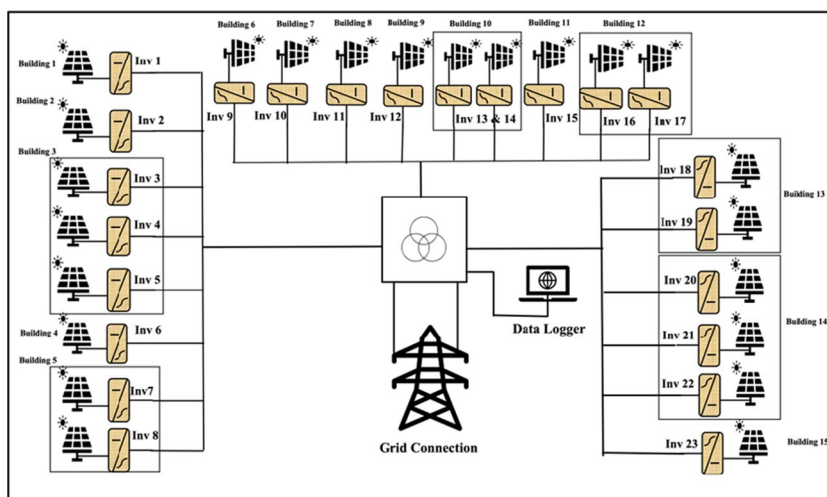 Building 1
Inv 1
Building 2
Inv 2
Building 3
Inv 3
Inv 4
Inv 5
Building 4
Inv 6
Building 5
Inv7
Inv 8
Building 6
Building 7
Building 8
Building 9
Building 10
Building 11
Building 12
Inv 9
Inv 10
Inv 11
Inv 12
Inv 13 & 14
Inv 15
Inv 16
Inv 17
Data Logger
Grid Connection
Inv 18
Building 13
Inv 19
Inv 20
Inv 21
Building 14
Inv 22
Inv 23
Building 15